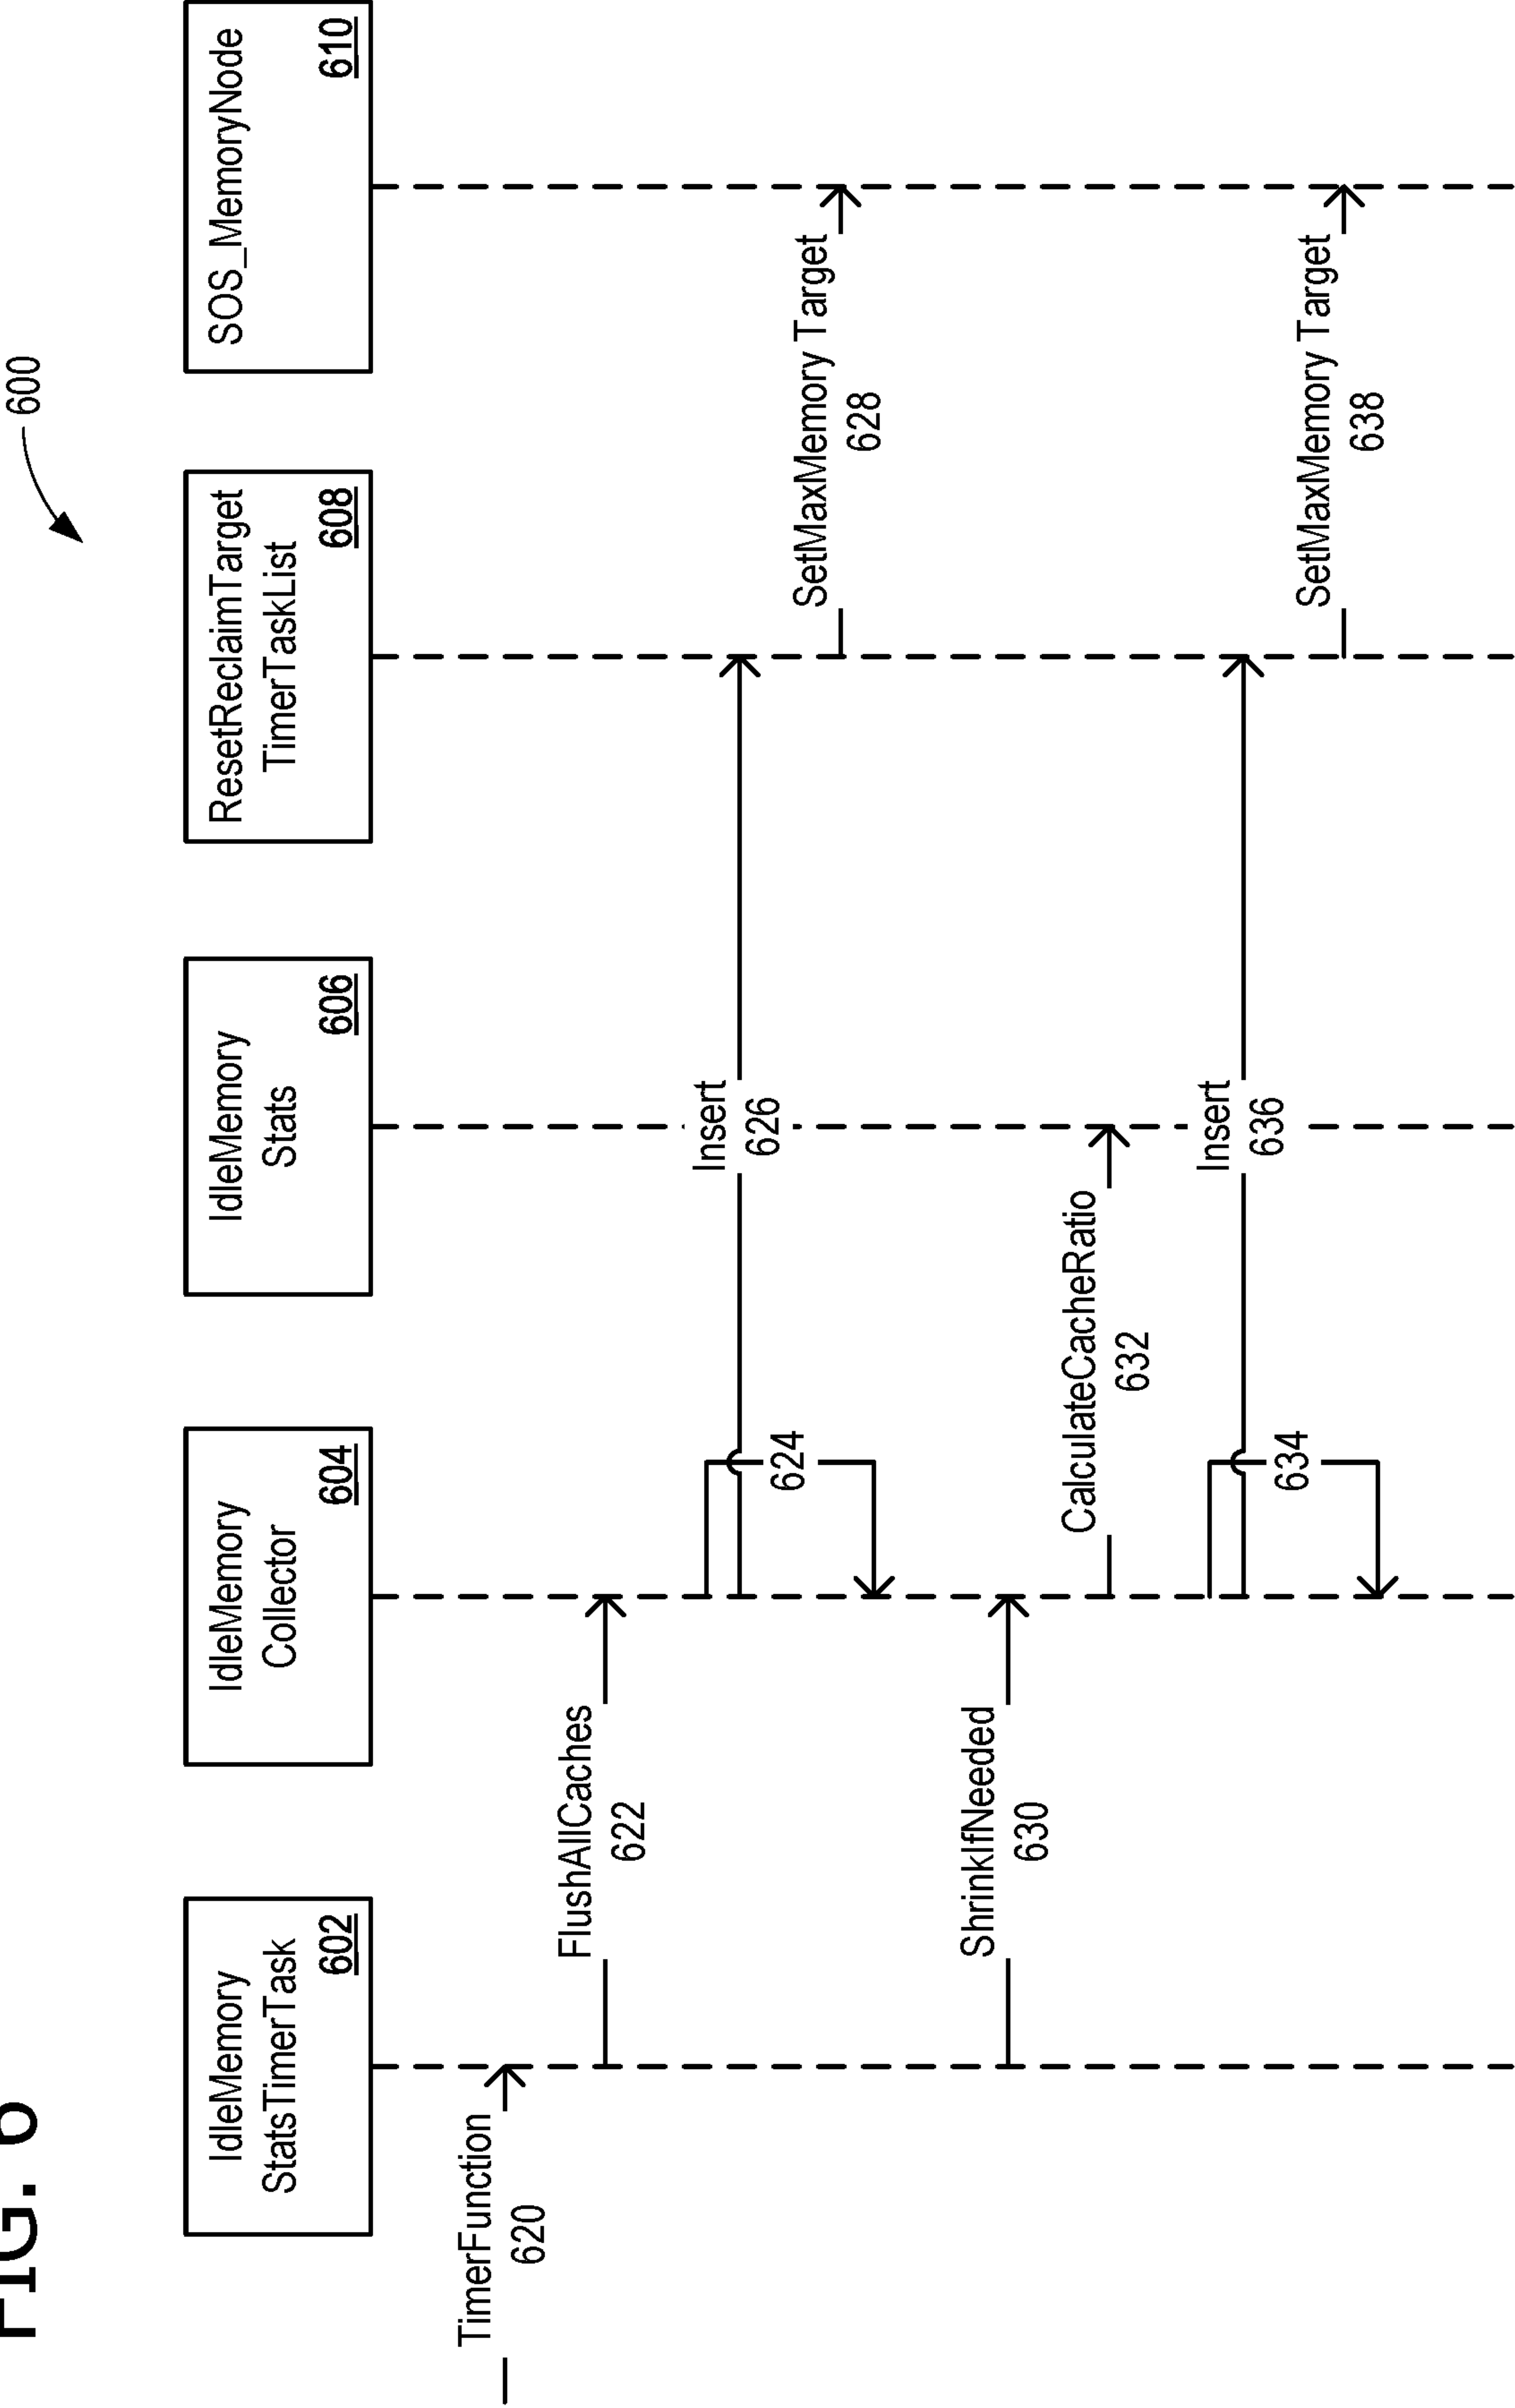 FIG. 6
600
IdleMemory
StatsTimerTask
602
IdleMemory
Collector
604
IdleMemory
Stats
606
ResetReclaimTarget
TimerTaskList
608
SOS_MemoryNode
610
TimerFunction
620
FlushAllCaches
622
Insert
626
624
SetMaxMemory Target
628
ShrinkIfNeeded
630
CalculateCacheRatio
632
Insert
636
634
SetMaxMemory Target
638